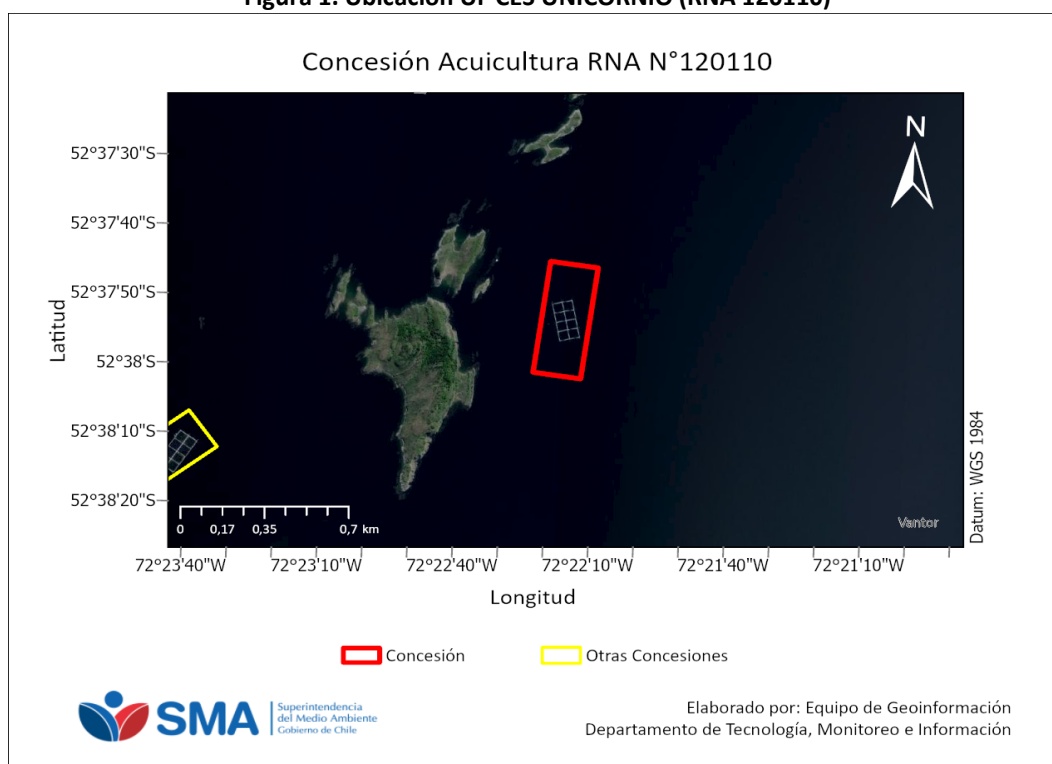 Figura 1. Ubicación UF CES UNICORNIO (RNA 120110)
Concesión Acuicultura RNA N°120110
N
52°37'30"S
52°37'40"S
52°37'50"S
52°38'S
52°38'10"S
52°38'20"S
Latitud
0 0,17 0,35 0,7 km
Vantor
Datum: WGS 1984
72°23'40"W 72°23'10"W 72°22'40"W 72°22'10"W 72°21'40"W 72°21'10"W
Longitud
Concesión Otras Concesiones
SMA
Superintendencia
del Medio Ambiente
Gobierno de Chile
Elaborado por: Equipo de Geoinformación
Departamento de Tecnología, Monitoreo e Información